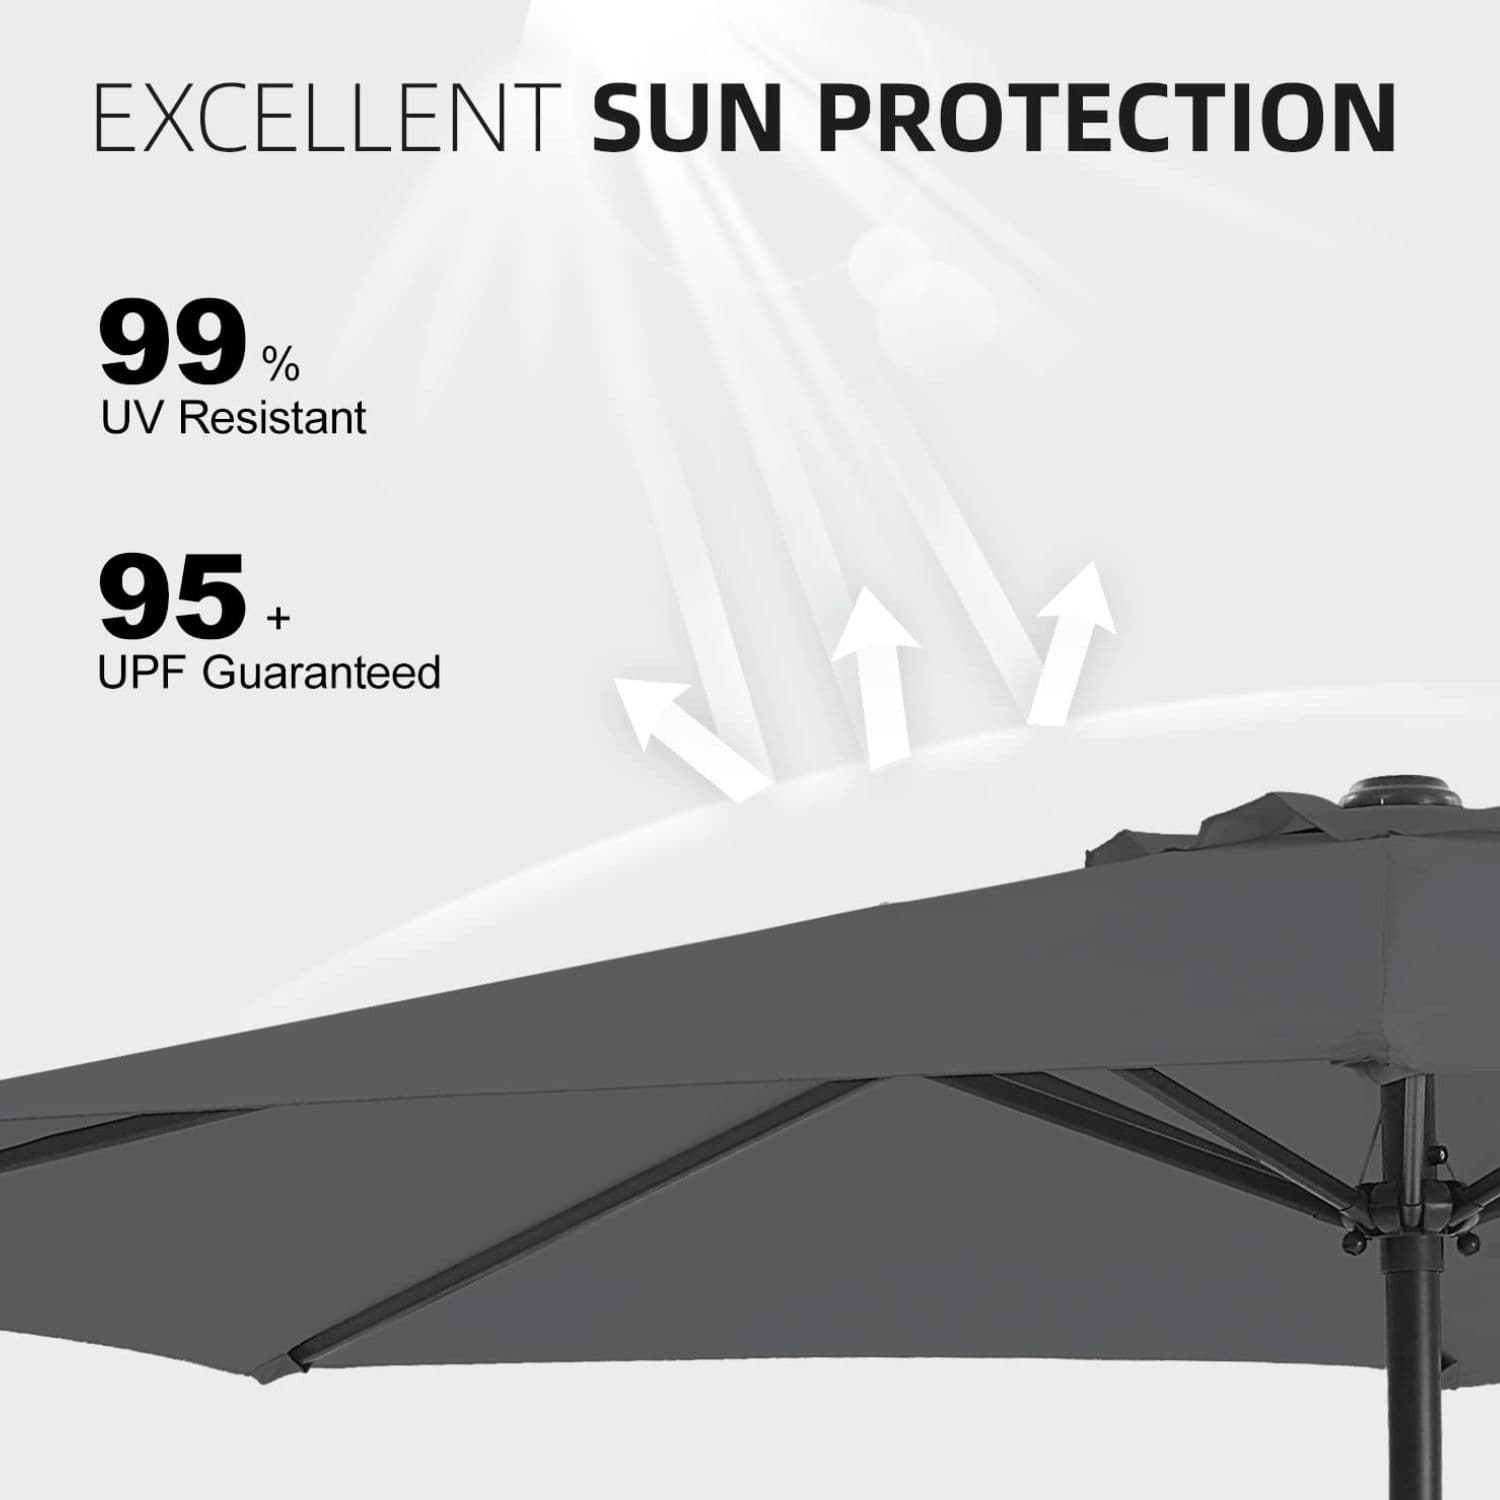 EXCELLENT SUN PROTECTION
99 %
UV Resistant
95 +
UPF Guaranteed